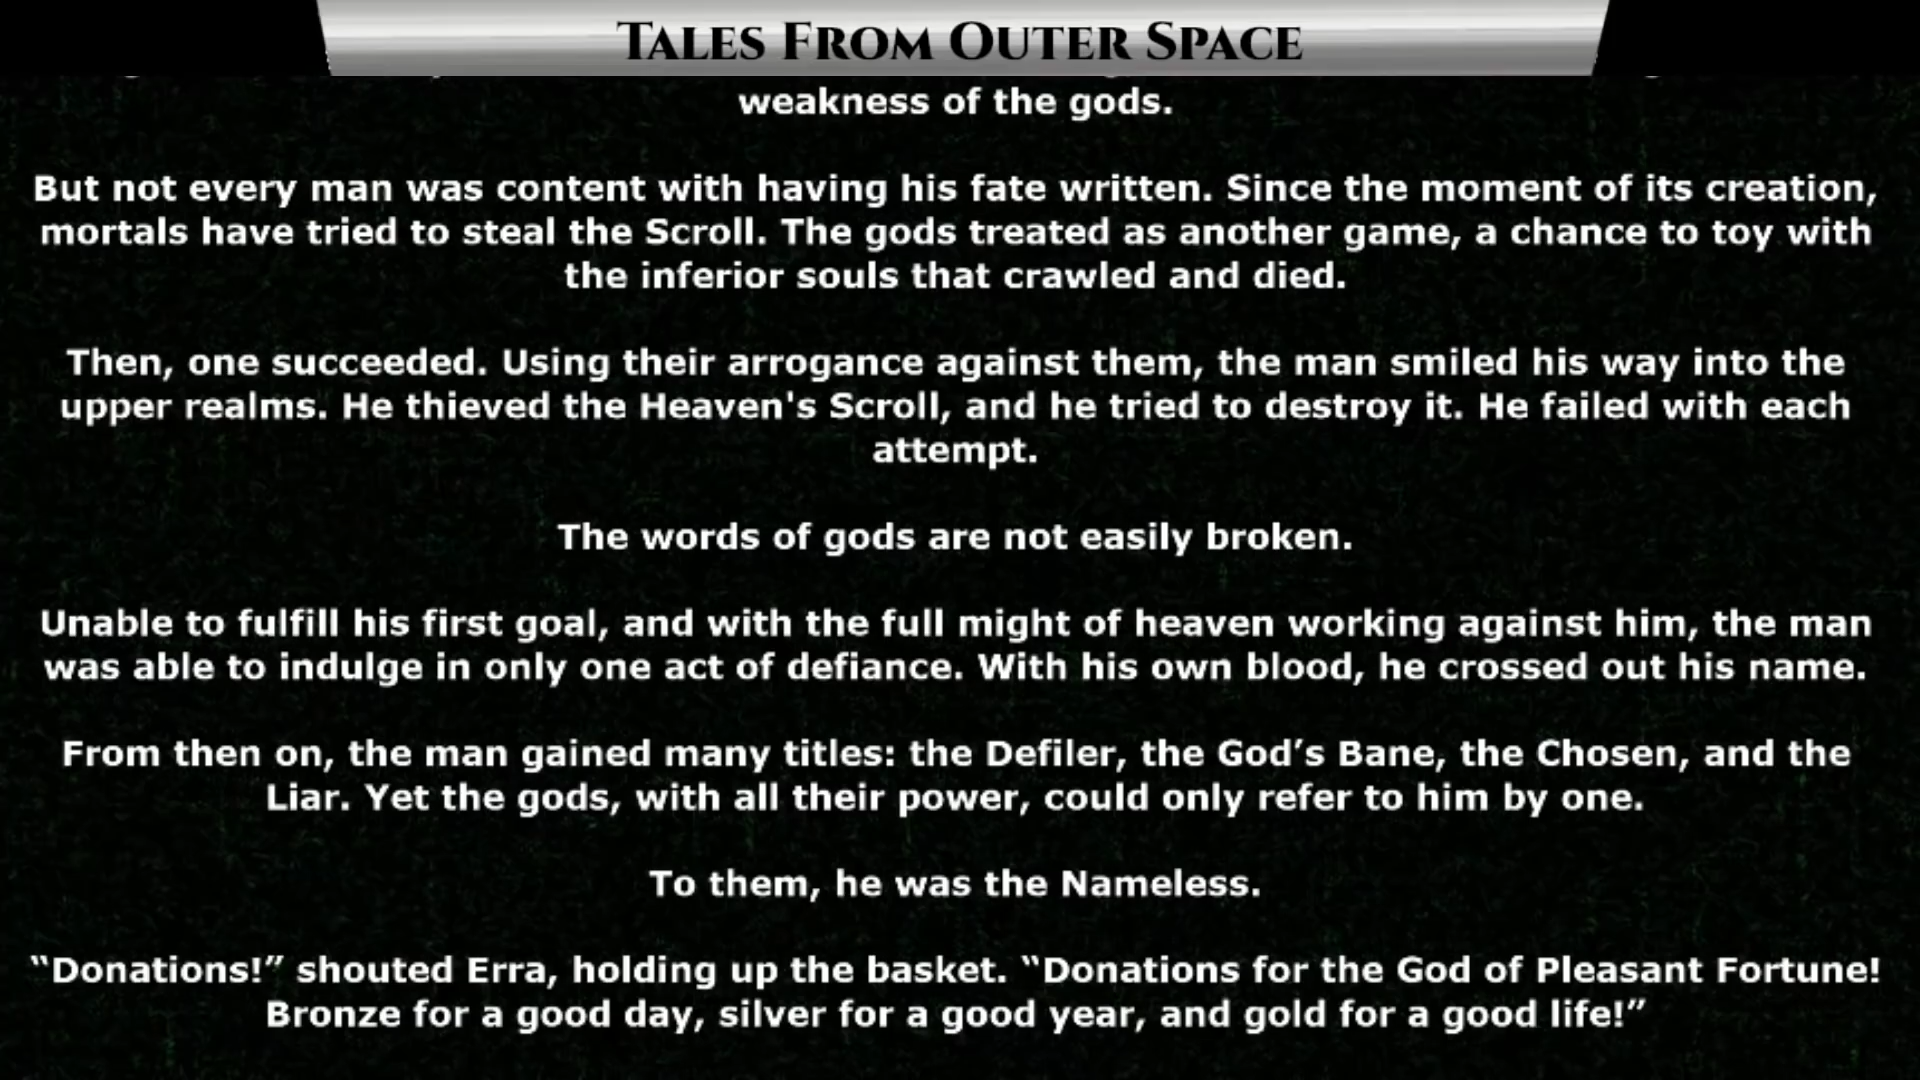 Tales From Outer Space
weakness of the gods.
But not every man was content with having his fate written. Since the moment of its creation,
mortals have tried to steal the Scroll. The gods treated as another game, a chance to toy with
the inferior souls that crawled and died.
Then, one succeeded. Using their arrogance against them, the man smiled his way into the
upper realms. He thieved the Heaven's Scroll, and he tried to destroy it. He failed with each
attempt.
The words of gods are not easily broken.
Unable to fulfill his first goal, and with the full might of heaven working against him, the man
was able to indulge in only one act of defiance. With his own blood, he crossed out his name.
From then on, the man gained many titles: the Defiler, the God’s Bane, the Chosen, and the
Liar. Yet the gods, with all their power, could only refer to him by one.
To them, he was the Nameless.
“Donations!” shouted Erra, holding up the basket. “Donations for the God of Pleasant Fortune!
Bronze for a good day, silver for a good year, and gold for a good life!”